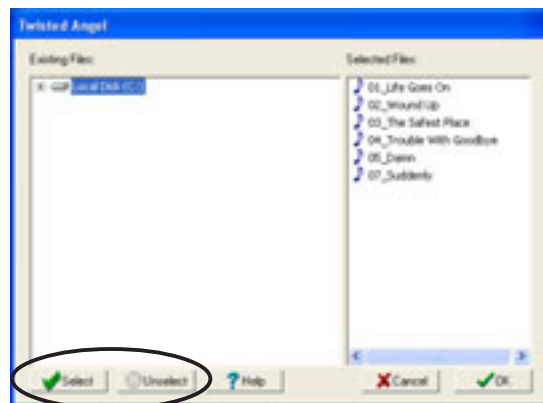 Twisted Angel
Existing Files:
Selected Files:
Local Disk (C:)
01_Life Goes On
02_Wound Up
03_The Safest Place
04_Trouble With Goodbye
05_Damn
07_Suddenly
Select
Unselect
Help
Cancel
OK